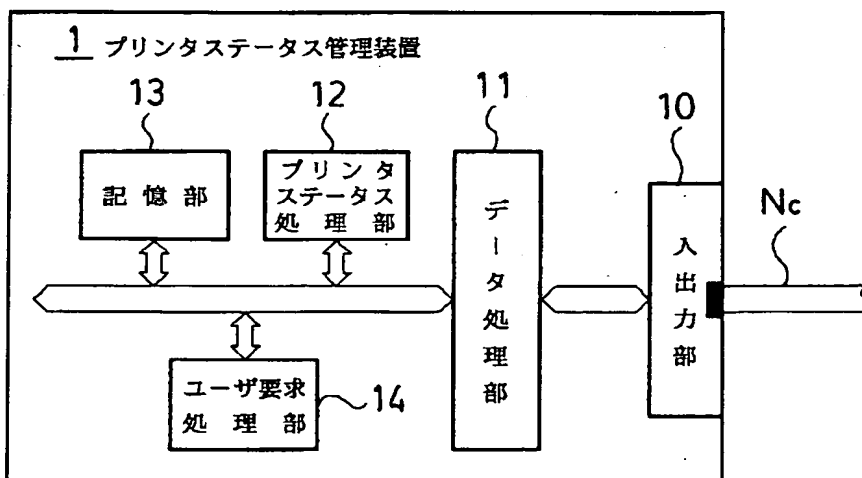 1 プリンタステータス管理装置
13
12
11
10
記憶部
プリンタ
ステータス
処理部
データ処理部
入出力部
Nc
ユーザ要求
処理部
14